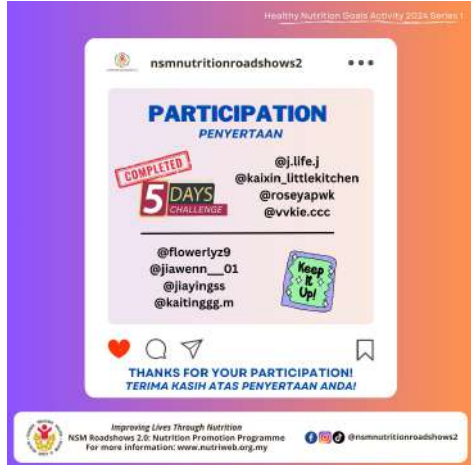 Healthy Nutrition Goals Activity 2024 Series 1
nsmnutritionroadshows2
PARTICIPATION
PENYERTAAN
COMPLETED
5 DAYS
CHALLENGE
@j.life.j
@kaixin_littlekitchen
@roseyapwk
@vvkie.ccc
@flowerlyz9
@jiawenn__01
@jiayingss
@kaitinggg.m
Keep
It
Up!
THANKS FOR YOUR PARTICIPATION!
TERIMA KASIH ATAS PENYERTAAN ANDA!
Improving Lives Through Nutrition
NSM Roadshows 2.0: Nutrition Promotion Programme
For more information: www.nutriweb.org.my
@nsmnutritionroadshows2